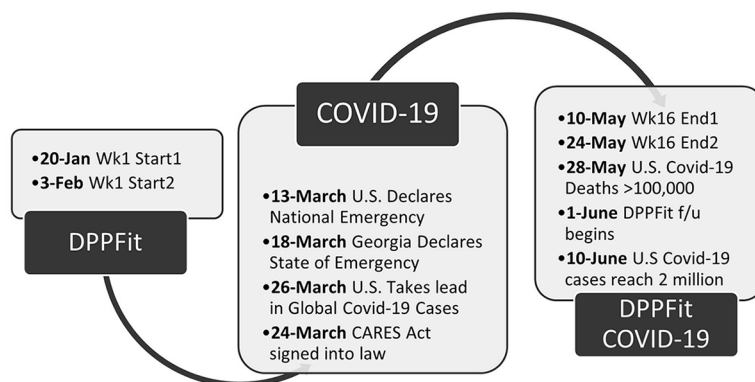 •20-Jan Wk1 Start1
•3-Feb Wk1 Start2
DPPFit
COVID-19
•13-March U.S. Declares
National Emergency
•18-March Georgia Declares
State of Emergency
•26-March U.S. Takes lead
in Global Covid-19 Cases
•24-March CARES Act
signed into law
•10-May Wk16 End1
•24-May Wk16 End2
•28-May U.S. Covid-19
Deaths >100,000
•1-June DPPFit f/u
begins
•10-June U.S Covid-19
cases reach 2 million
DPPFit
COVID-19